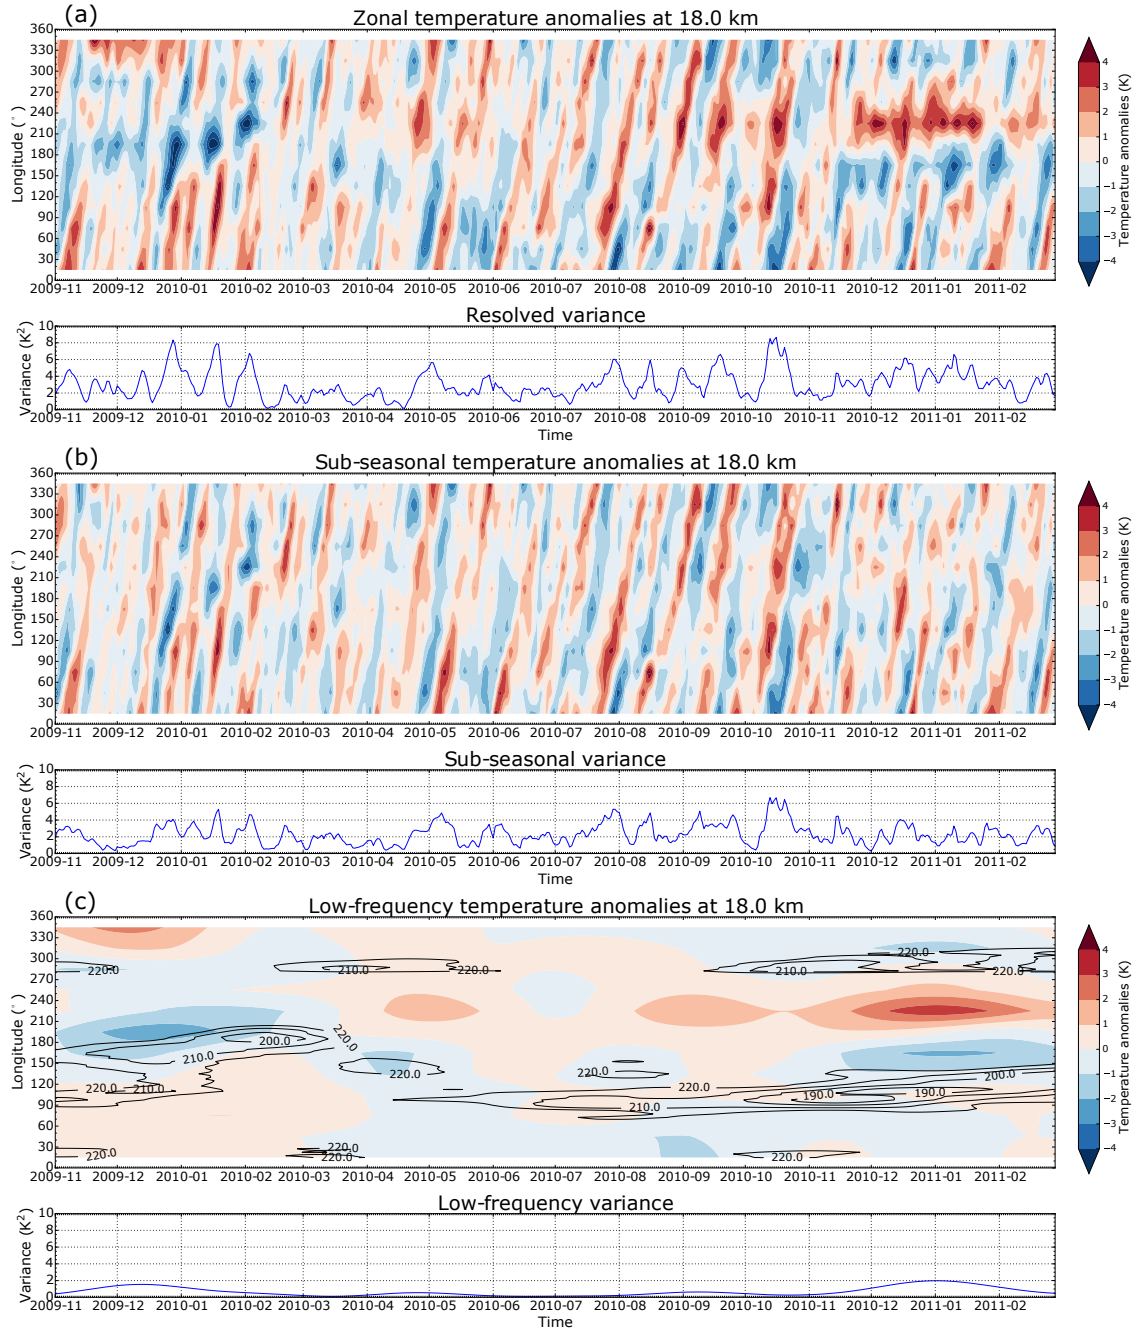 (a)
Zonal temperature anomalies at 18.0 km
360
330
300
270
240
210
180
150
120
90
60
30
0
Longitude (°)
2009-11 2009-12 2010-01 2010-02 2010-03 2010-04 2010-05 2010-06 2010-07 2010-08 2010-09 2010-10 2010-11 2010-12 2011-01 2011-02
4
3
2
1
0
−1
−2
−3
−4
Temperature anomalies (K)
Resolved variance
10
8
6
4
2
0
Variance (K²)
2009-11 2009-12 2010-01 2010-02 2010-03 2010-04 2010-05 2010-06 2010-07 2010-08 2010-09 2010-10 2010-11 2010-12 2011-01 2011-02
Time
(b)
Sub-seasonal temperature anomalies at 18.0 km
360
330
300
270
240
210
180
150
120
90
60
30
0
Longitude (°)
2009-11 2009-12 2010-01 2010-02 2010-03 2010-04 2010-05 2010-06 2010-07 2010-08 2010-09 2010-10 2010-11 2010-12 2011-01 2011-02
4
3
2
1
0
−1
−2
−3
−4
Temperature anomalies (K)
Sub-seasonal variance
10
8
6
4
2
0
Variance (K²)
2009-11 2009-12 2010-01 2010-02 2010-03 2010-04 2010-05 2010-06 2010-07 2010-08 2010-09 2010-10 2010-11 2010-12 2011-01 2011-02
Time
(c)
Low-frequency temperature anomalies at 18.0 km
360
330
300
270
240
210
180
150
120
90
60
30
0
Longitude (°)
220.0
220.0 210.0 220.0 210.0 220.0
200.0 220.0
210.0
220.0 220.0 200.0
220.0 210.0 220.0 190.0 190.0
210.0
220.0
220.0 220.0 220.0
2009-11 2009-12 2010-01 2010-02 2010-03 2010-04 2010-05 2010-06 2010-07 2010-08 2010-09 2010-10 2010-11 2010-12 2011-01 2011-02
4
3
2
1
0
−1
−2
−3
−4
Temperature anomalies (K)
Low-frequency variance
10
8
6
4
2
0
Variance (K²)
2009-11 2009-12 2010-01 2010-02 2010-03 2010-04 2010-05 2010-06 2010-07 2010-08 2010-09 2010-10 2010-11 2010-12 2011-01 2011-02
Time